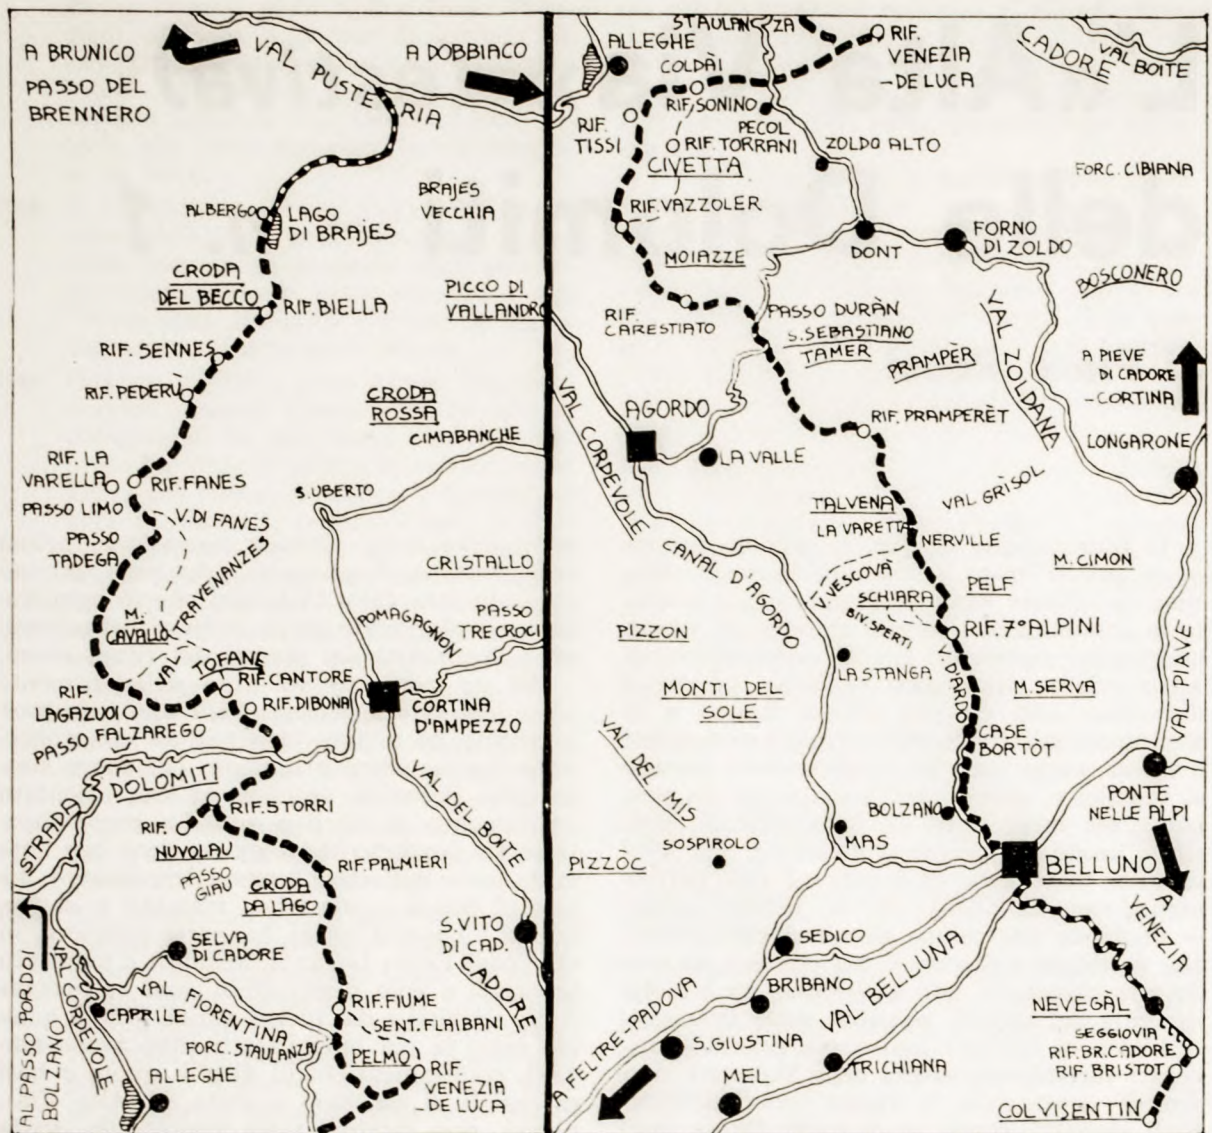 A BRUNICO
PASSO DEL
BRENNERO
VAL PUSTERIA
A DOBBIACO
BRAJES
VECCHIA
ALBERGO
LAGO
DI BRAJES
CRODA
DEL BECCO
RIF. BIELLA
PICCO DI
VALLANDRO
RIF. SENNES
RIF. PEDERÙ
CRODA
ROSSA
CIMABANCHE
RIF. LA
VARELLA
RIF. FANES
PASSO LIMO
V. DI FANES
S. UBERTO
PASSO
TADEGA
VAL TRAVENANZES
CRISTALLO
M.
CAVALLO
POMAGAGNON
PASSO
TRE CROCI
TOFANE
RIF. CANTORE
RIF. DIBONA
RIF.
LAGAZUOI
CORTINA
D'AMPEZZO
PASSO FALZAREGO
STRADA
DOLOMITI
VAL DEL BOITE
RIF. 5 TORRI
RIF.
NUVOLAU
PASSO
GIAU
RIF. PALMIERI
CRODA
DA LAGO
S. VITO
DI CAD.
CADORE
SELVA
DI CADORE
VAL FIORENTINA
VAL CORDEVOLE
CAPRILE
AL PASSO PORDOI
BOLZANO
RIF. FIUME
SENT. FLAIBANI
FORC. STAULANZA
PELMO
RIF.
VENEZIA
-DE LUCA
ALLEGHE
STAULANZA
RIF.
VENEZIA
-DE LUCA
CADORE
VAL BOITE
ALLEGHE
COLDÀI
RIF. SONINO
RIF.
TISSI
PECOL
RIF. TORRANI
ZOLDO ALTO
CIVETTA
FORC. CIBIANA
RIF. VAZZOLER
DONT
FORNO
DI ZOLDO
MOIAZZE
BOSCONERO
RIF.
CARESTIATO
PASSO DURÀN
S. SEBASTIANO
TAMER
PRAMPÈR
VAL ZOLDANA
A PIEVE
DI CADORE
-CORTINA
VAL CORDEVOLE
AGORDO
RIF. PRAMPERÈT
LONGARONE
LA VALLE
TALVENA
VAL GRÌSOL
LA VARETTA
NERVILLE
CANAL D'AGORDO
M. CIMON
V. VESCOVÀ
SCHIARA
PELF
BIV. SPERTI
PIZZON
RIF. 7° ALPINI
LA STANGA
V. D'ARDO
MONTI DEL
SOLE
M. SERVA
VAL PIAVE
CASE
BORTÒT
VAL DEL MIS
BOLZANO
PONTE
NELLE ALPI
SOSPIROLO
MAS
PIZZÒC
BELLUNO
A VENEZIA
SEDICO
BRIBANO
VAL BELLUNA
NEVEGÀL
A FELTRE-PADOVA
S. GIUSTINA
SEGGIOVIA
RIF. BR. CADORE
RIF. BRISTOT
MEL
TRICHIANA
COL VISENTIN